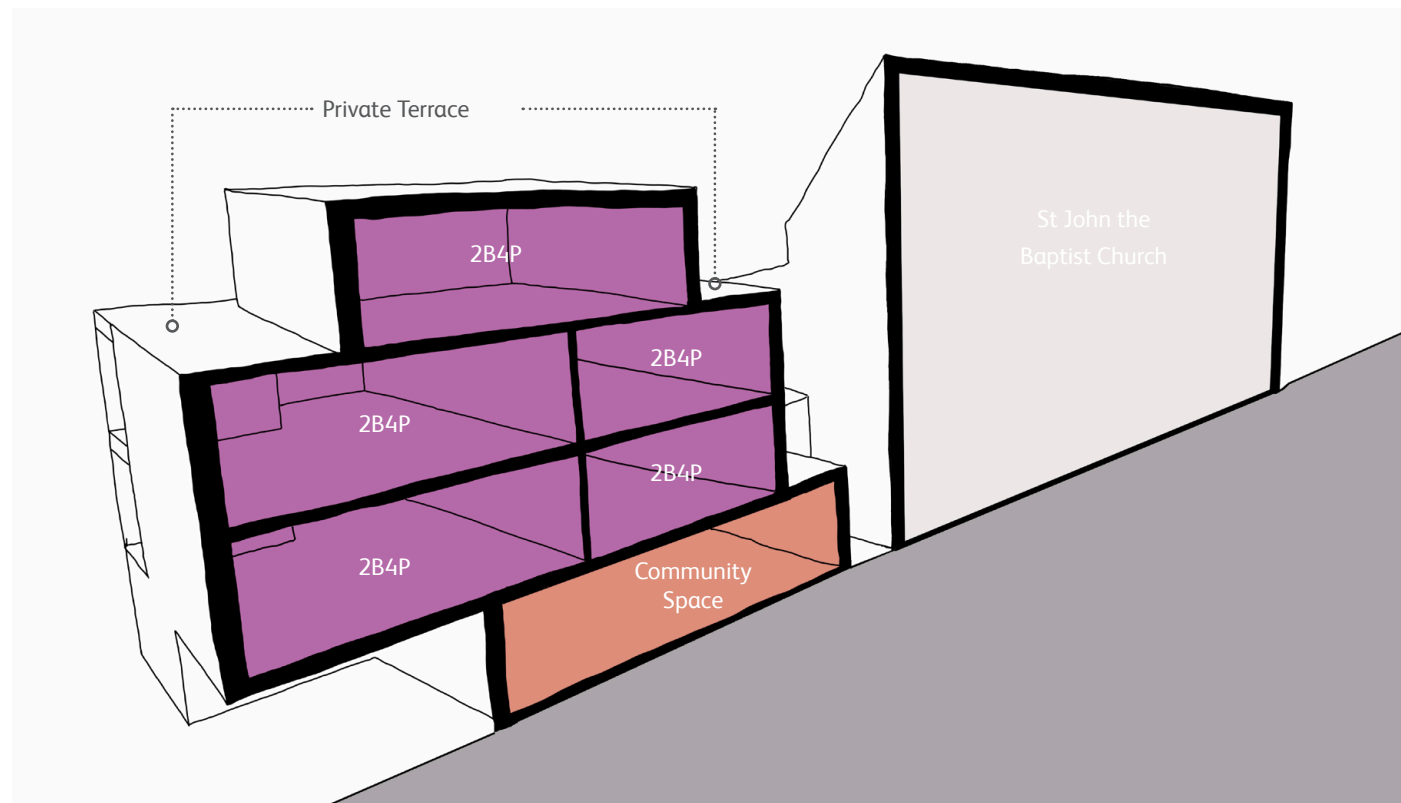 Private Terrace
St John the
Baptist Church
2B4P
2B4P
2B4P
2B4P
2B4P
Community
Space